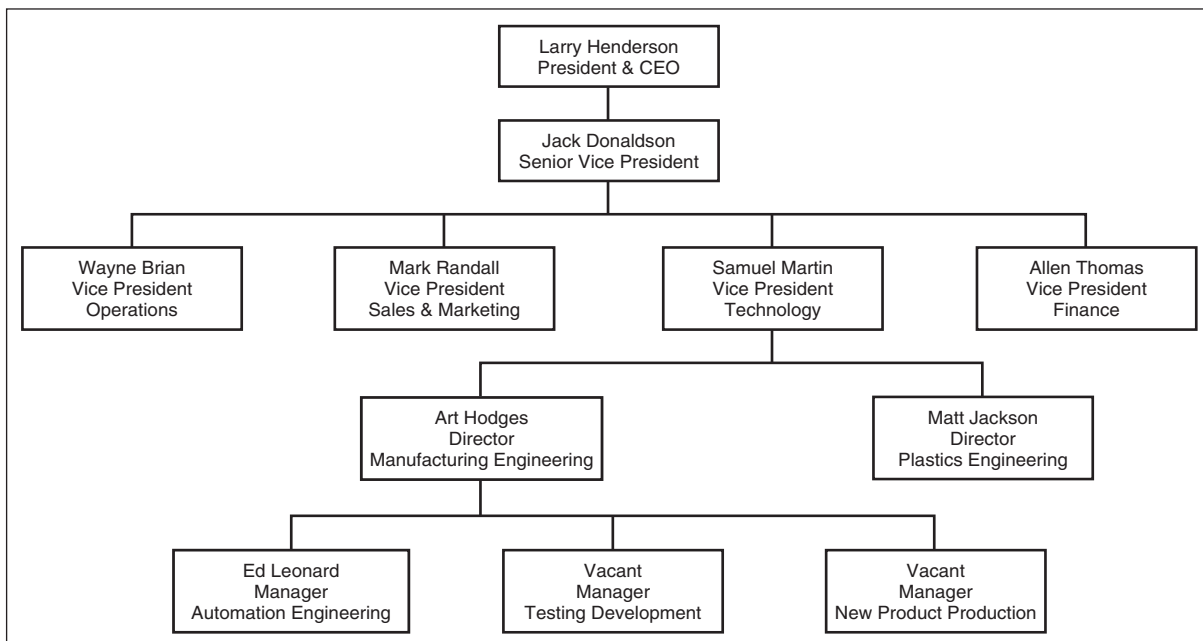 Larry Henderson
President & CEO
Jack Donaldson
Senior Vice President
Wayne Brian
Vice President
Operations
Mark Randall
Vice President
Sales & Marketing
Samuel Martin
Vice President
Technology
Allen Thomas
Vice President
Finance
Art Hodges
Director
Manufacturing Engineering
Matt Jackson
Director
Plastics Engineering
Ed Leonard
Manager
Automation Engineering
Vacant
Manager
Testing Development
Vacant
Manager
New Product Production